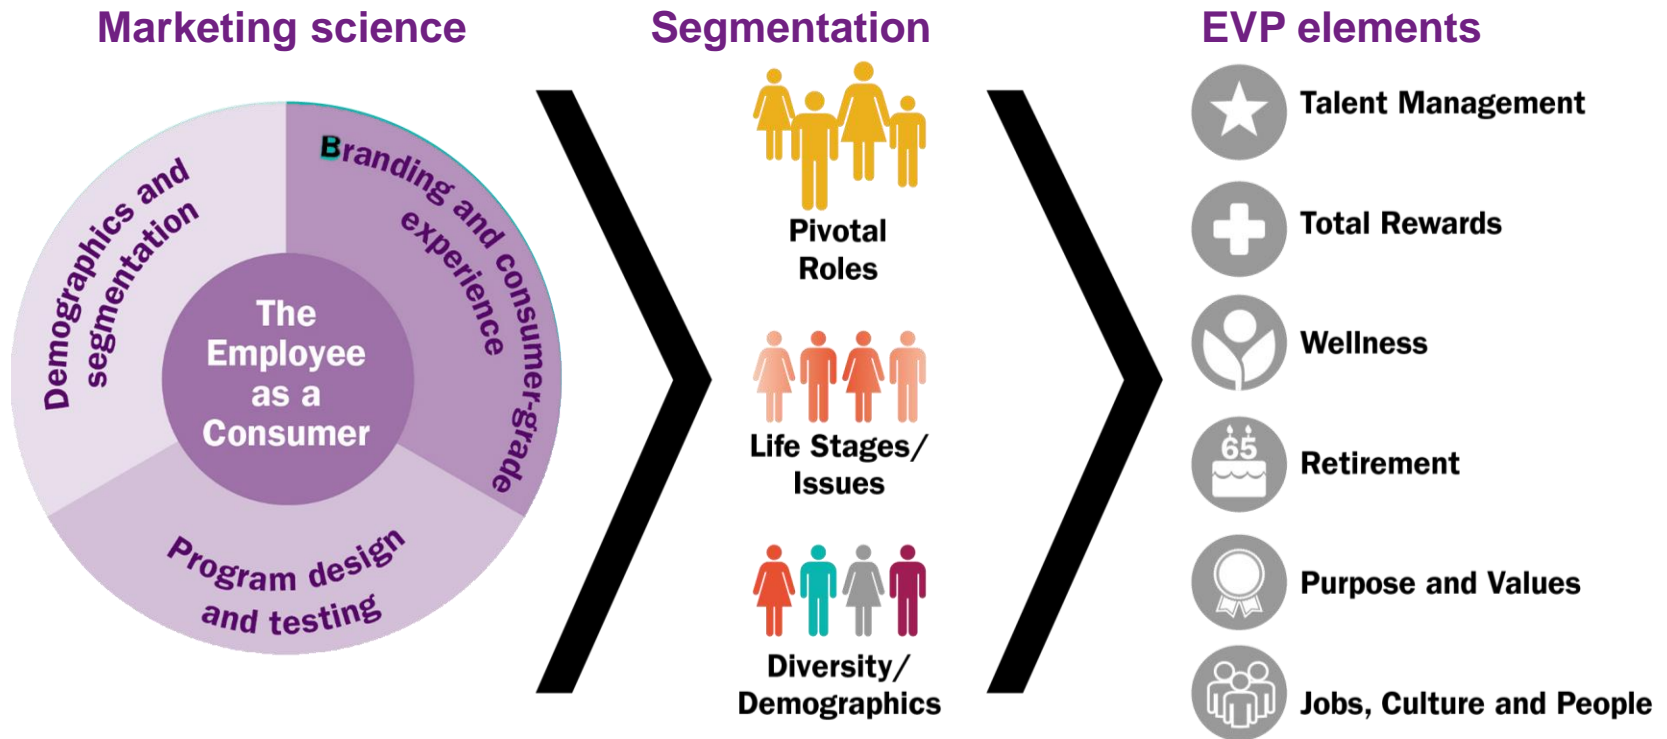 Marketing science
Demographics and
segmentation
Branding and consumer-grade
experience
The
Employee
as a
Consumer
Program design
and testing
Segmentation
Pivotal
Roles
Life Stages/
Issues
Diversity/
Demographics
EVP elements
Talent Management
Total Rewards
Wellness
65
Retirement
Purpose and Values
Jobs, Culture and People